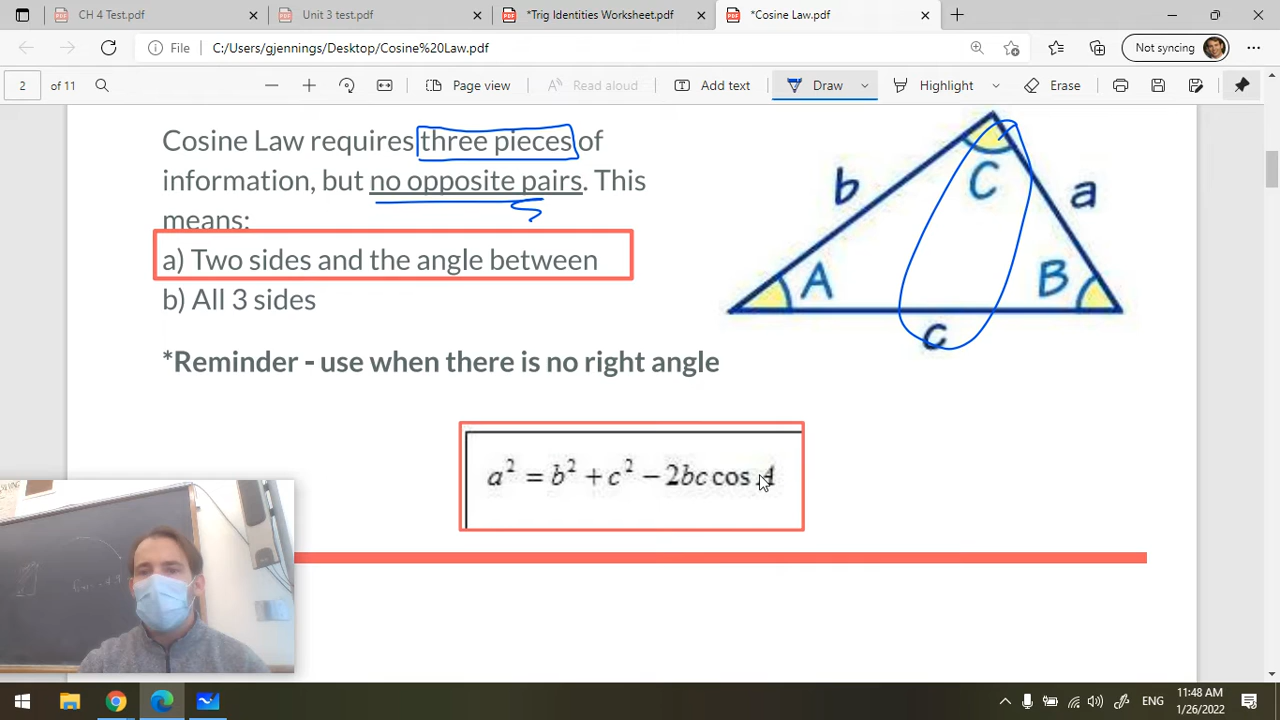 CH 4 Test.pdf
Unit 3 test.pdf
*Trig Identities Worksheet.pdf
*Cosine Law.pdf
File
C:/Users/gjennings/Desktop/Cosine%20Law.pdf
Not syncing
2 of 11
Page view
Read aloud
Add text
Draw
Highlight
Erase
Cosine Law requires three pieces of
information, but no opposite pairs. This
means:
a) Two sides and the angle between
b) All 3 sides
*Reminder - use when there is no right angle
C
b
a
A
B
c
a² = b² + c² − 2bc cos A
ENG
11:48 AM
1/26/2022